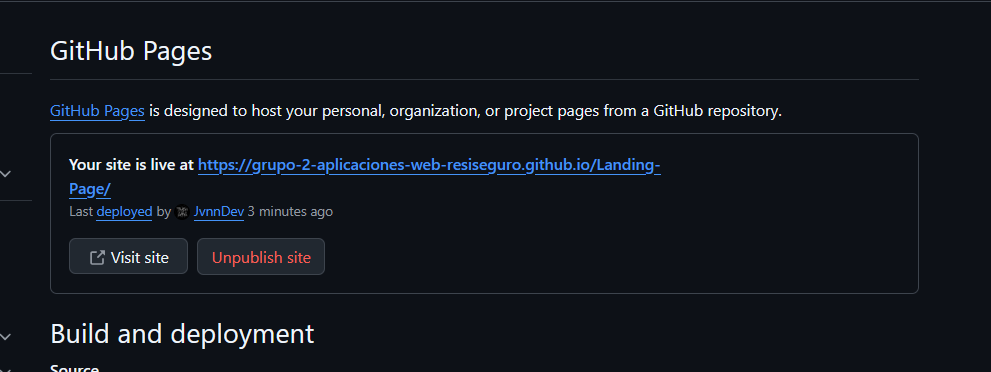 GitHub Pages
GitHub Pages is designed to host your personal, organization, or project pages from a GitHub repository.
Your site is live at https://grupo-2-aplicaciones-web-resiseguro.github.io/Landing-
Page/
Last deployed by JvnnDev 3 minutes ago
Visit site
Unpublish site
Build and deployment
Source